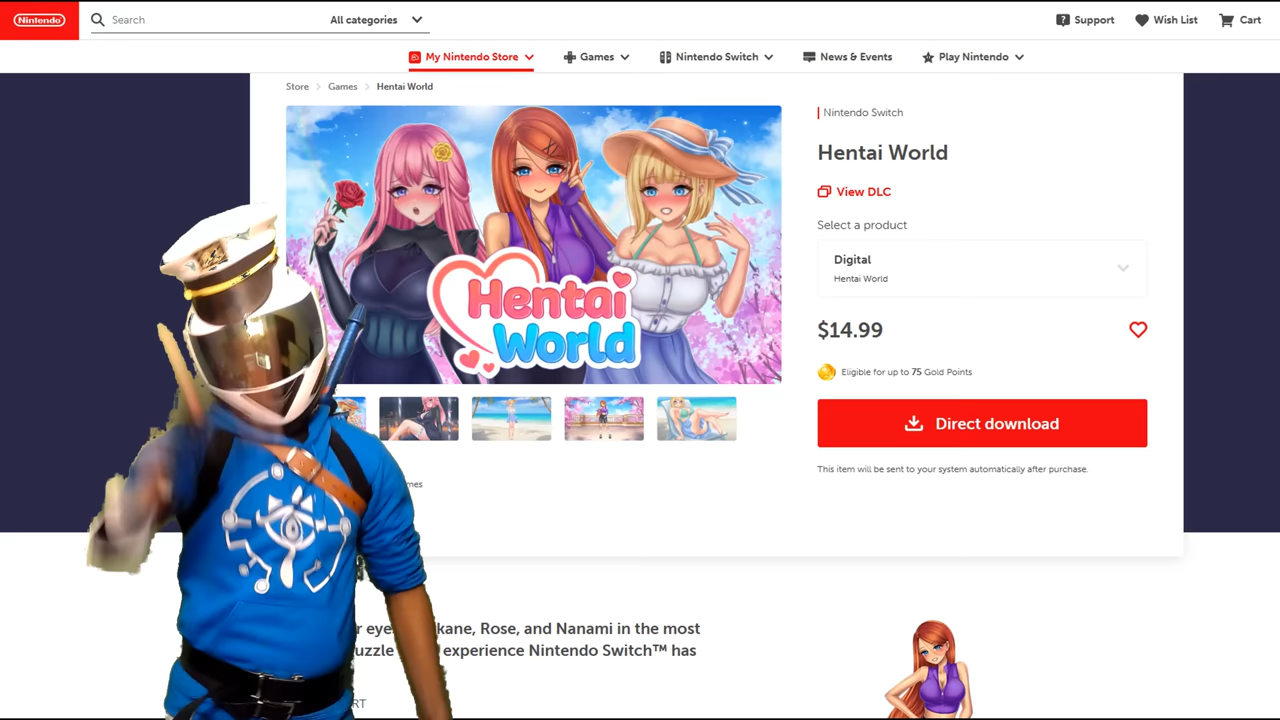 Nintendo
Search
All categories
Support
Wish List
Cart
My Nintendo Store
Games
Nintendo Switch
News & Events
Play Nintendo
Store
Games
Hentai World
Hentai
World
Nintendo Switch
Hentai World
View DLC
Select a product
Digital
Hentai World
$14.99
Eligible for up to 75 Gold Points
Direct download
This item will be sent to your system automatically after purchase.
Rose, and Nanami in the most
experience Nintendo Switch™ has